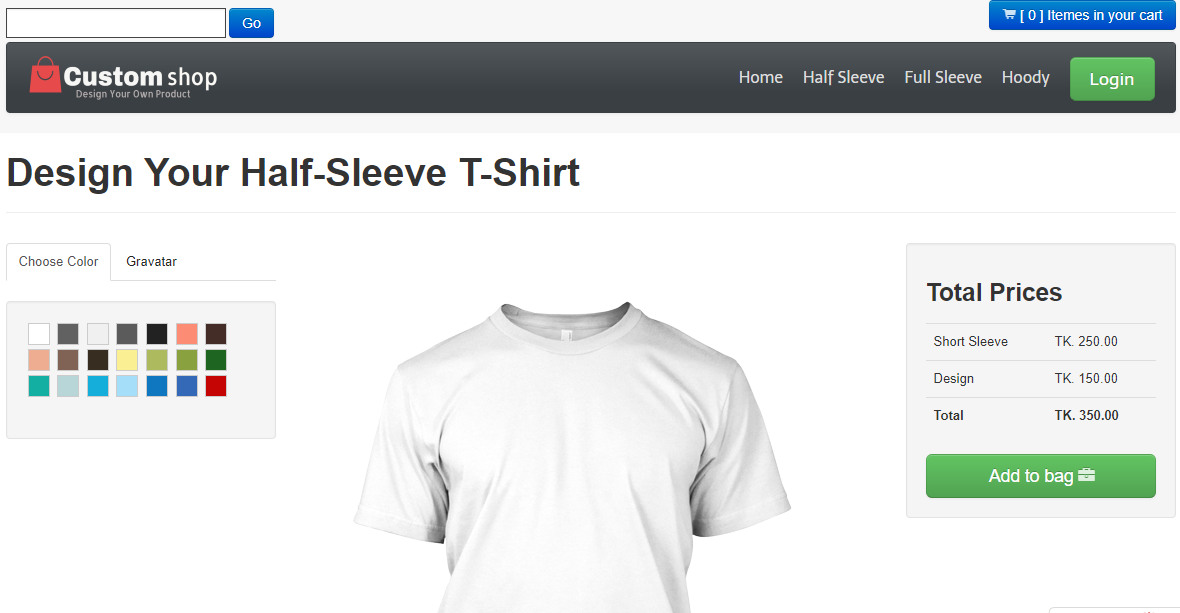 Go
[ 0 ] Itemes in your cart
Custom shop
Design Your Own Product
Home Half Sleeve Full Sleeve Hoody Login
Design Your Half-Sleeve T-Shirt
Choose Color Gravatar
Total Prices
Short Sleeve TK. 250.00
Design TK. 150.00
Total TK. 350.00
Add to bag